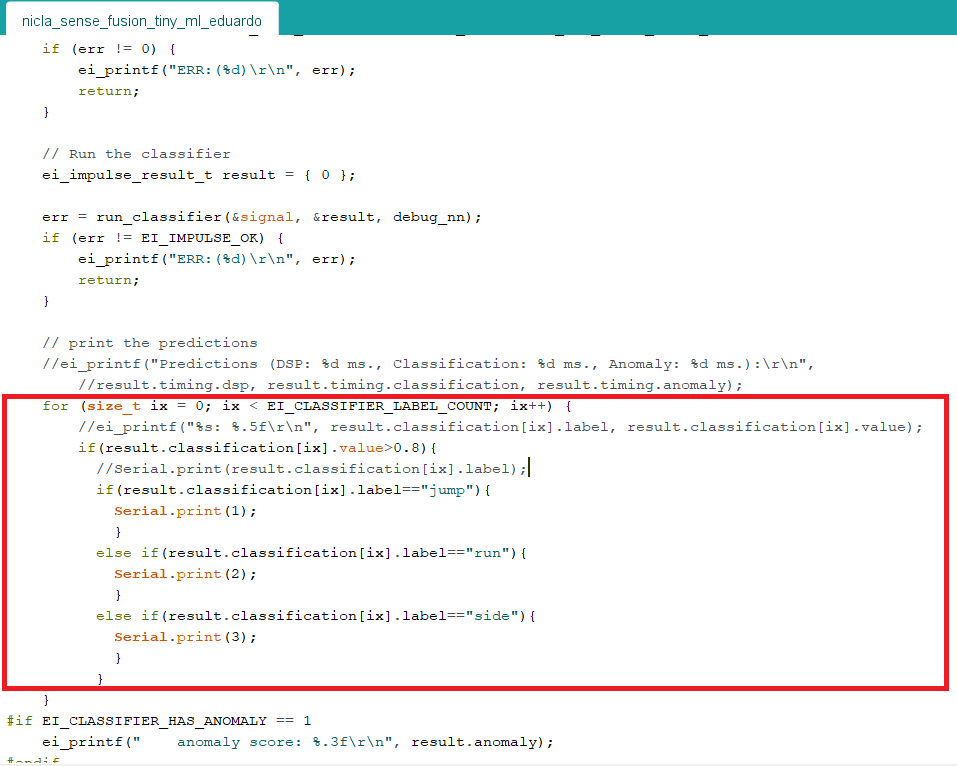 nicla_sense_fusion_tiny_ml_eduardo
if (err != 0) {
ei_printf("ERR:(%d)\r\n", err);
return;
}
// Run the classifier
ei_impulse_result_t result = { 0 };
err = run_classifier(&signal, &result, debug_nn);
if (err != EI_IMPULSE_OK) {
ei_printf("ERR:(%d)\r\n", err);
return;
}
// print the predictions
//ei_printf("Predictions (DSP: %d ms., Classification: %d ms., Anomaly: %d ms.):\r\n",
//result.timing.dsp, result.timing.classification, result.timing.anomaly);
for (size_t ix = 0; ix < EI_CLASSIFIER_LABEL_COUNT; ix++) {
//ei_printf("%s: %.5f\r\n", result.classification[ix].label, result.classification[ix].value);
if(result.classification[ix].value>0.8){
//Serial.print(result.classification[ix].label);
if(result.classification[ix].label=="jump"){
Serial.print(1);
}
else if(result.classification[ix].label=="run"){
Serial.print(2);
}
else if(result.classification[ix].label=="side"){
Serial.print(3);
}
}
}
#if EI_CLASSIFIER_HAS_ANOMALY == 1
ei_printf("    anomaly score: %.3f\r\n", result.anomaly);
#endif